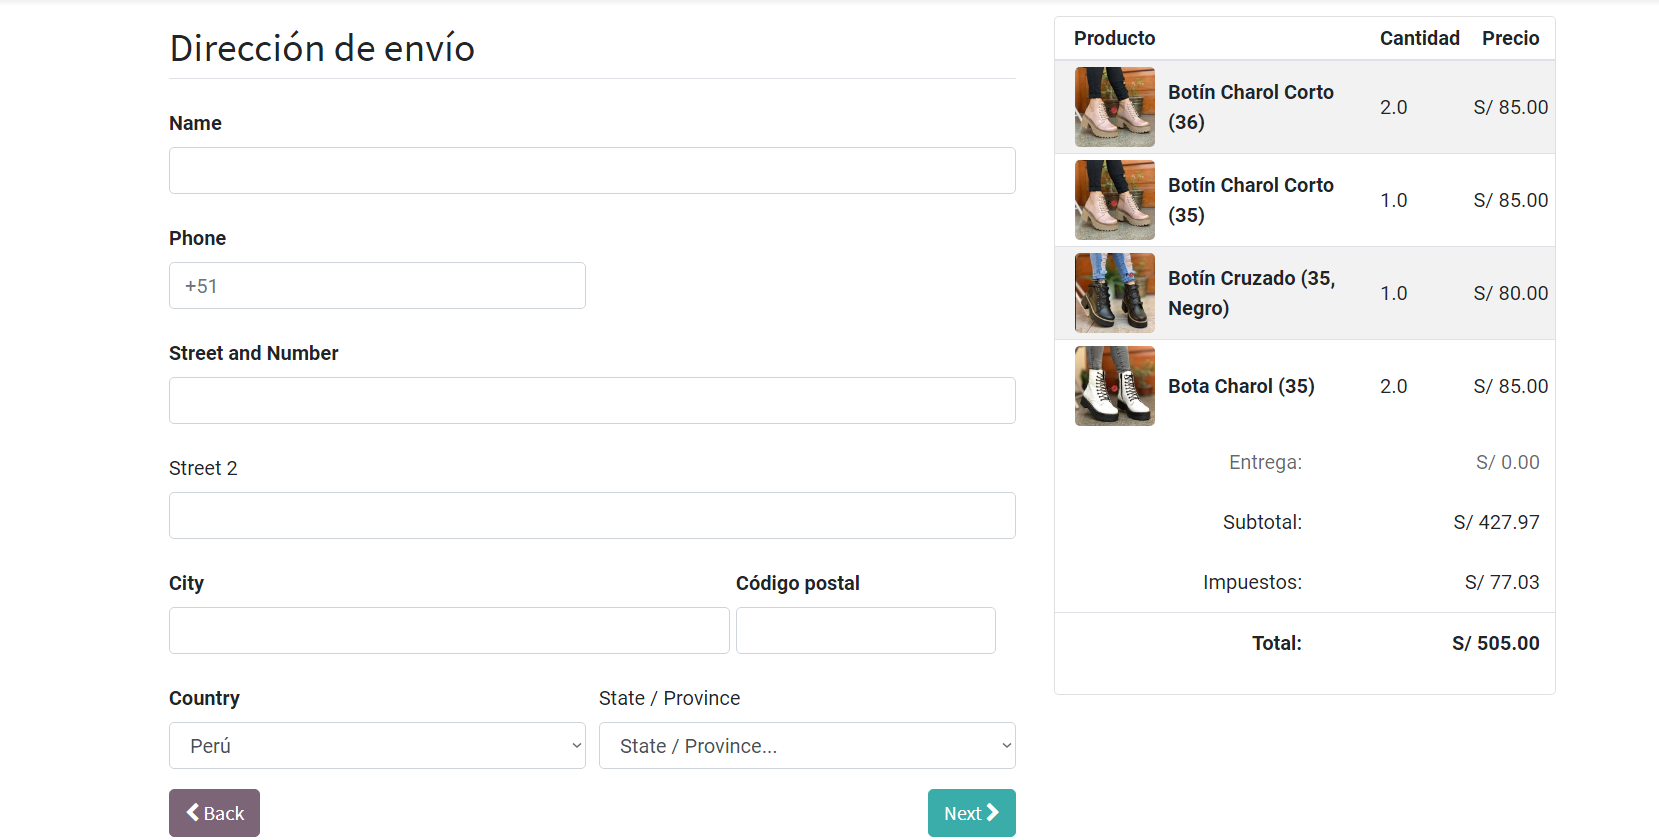 Dirección de envío
Name
Phone
+51
Street and Number
Street 2
City
Código postal
Country
State / Province
Perú
State / Province...
Back
Next
Producto Cantidad Precio
Botín Charol Corto
(36)
2.0
S/ 85.00
Botín Charol Corto
(35)
1.0
S/ 85.00
Botín Cruzado (35,
Negro)
1.0
S/ 80.00
Bota Charol (35)
2.0
S/ 85.00
Entrega: S/ 0.00
Subtotal: S/ 427.97
Impuestos: S/ 77.03
Total: S/ 505.00